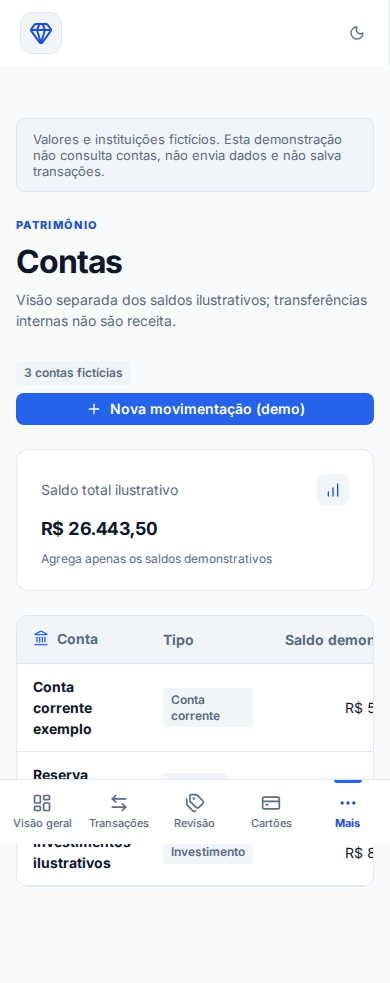 Valores e instituições fictícios. Esta demonstração
não consulta contas, não envia dados e não salva
transações.
PATRIMÔNIO
Contas
Visão separada dos saldos ilustrativos; transferências
internas não são receita.
3 contas fictícias
Nova movimentação (demo)
Saldo total ilustrativo
R$ 26.443,50
Agrega apenas os saldos demonstrativos
Conta Tipo Saldo demon
Conta
corrente
exemplo
Conta
corrente
R$ 5
Reserva
Visão geral Transações Revisão Cartões Mais
investimentos
ilustrativos
Investimento
R$ 8